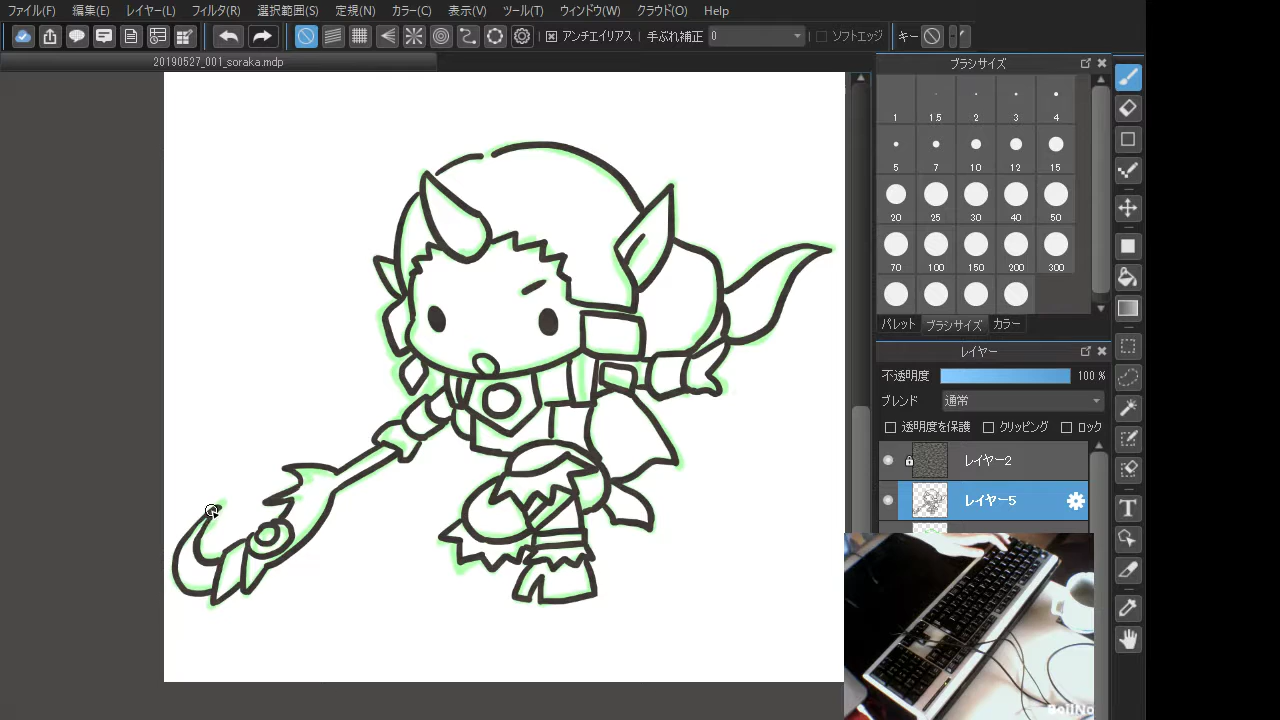 ファイル(F) 編集(E) レイヤー(L) フィルタ(R) 選択範囲(S) 定規(N) カラー(C) 表示(V) ツール(T) ウィンドウ(W) クラウド(O) Help
アンチエイリアス 手ぶれ補正 0 ソフトエッジ キー
20190527_001_soraka.mdp
ブラシサイズ
1 1.5 2 3 4
5 7 10 12 15
20 25 30 40 50
70 100 150 200 300
パレット ブラシサイズ カラー
レイヤー
不透明度 100 %
ブレンド 通常
透明度を保護 クリッピング ロック
レイヤー2
レイヤー5
T